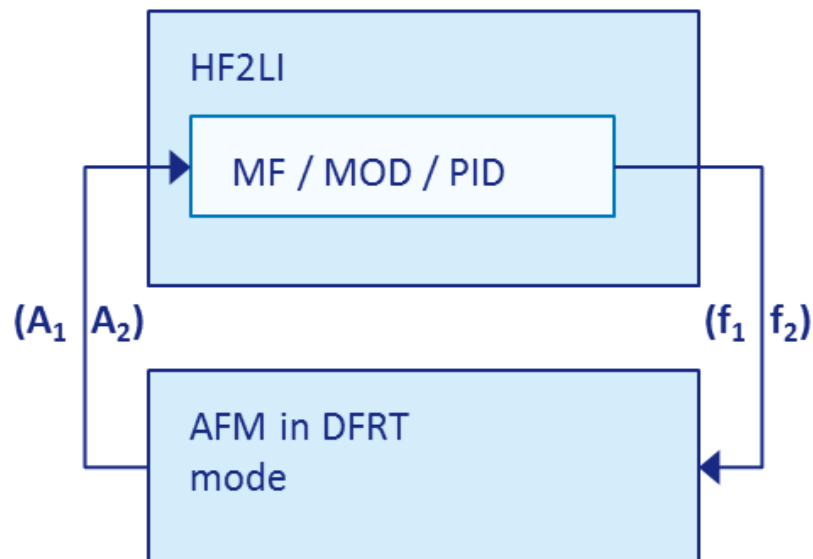 HF2LI
MF / MOD / PID
(A₁ A₂)
(f₁ f₂)
AFM in DFRT
mode